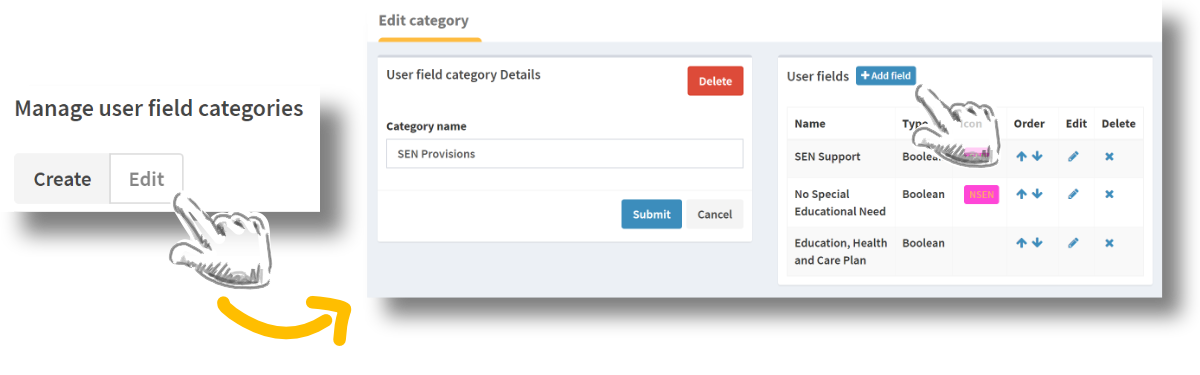 Manage user field categories
Create Edit
Edit category
User field category Details
Delete
Category name
SEN Provisions
Submit Cancel
User fields
Add field
Name Type Icon Order Edit Delete
SEN Support Boolean
No Special
Educational Need
Boolean NSEN
Education, Health
and Care Plan
Boolean